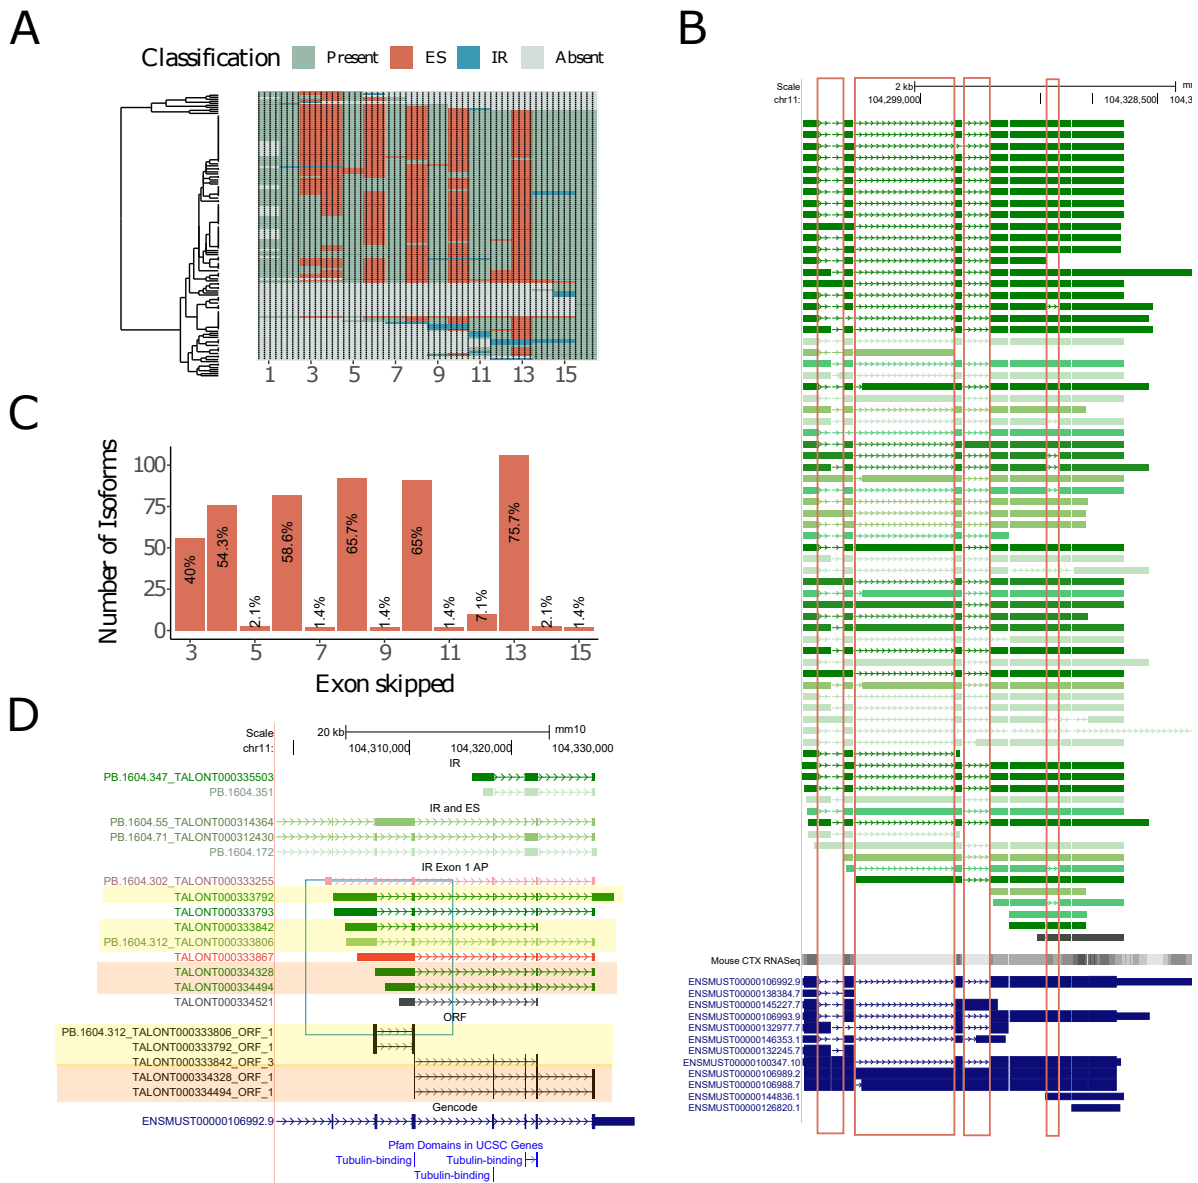 A
Classification Present ES IR Absent
1 3 5 7 9 11 13 15
B
Scale 2 kb
chr11: 104,299,000 104,328,500 104,3
Mouse CTX RNASeq
ENSMUST00000106992.9
ENSMUST00000138384.7
ENSMUST00000145227.7
ENSMUST00000106993.9
ENSMUST00000132977.7
ENSMUST00000146353.1
ENSMUST00000132245.7
ENSMUST00000100347.10
ENSMUST00000106989.2
ENSMUST00000106988.7
ENSMUST00000144836.1
ENSMUST00000126820.1
C
Number of Isoforms
100
75
50
25
0
40% 54.3% 2.1% 58.6% 1.4% 65.7% 1.4% 65% 1.4% 7.1% 75.7% 2.1% 1.4%
3 5 7 9 11 13 15
Exon skipped
D
Scale 20 kb mm10
chr11: 104,310,000 104,320,000 104,330,000
IR
PB.1604.347_TALONT000335503
PB.1604.351
IR and ES
PB.1604.55_TALONT000314364
PB.1604.71_TALONT000312430
PB.1604.172
IR Exon 1 AP
PB.1604.302_TALONT000333255
TALONT000333792
TALONT000333793
TALONT000333842
PB.1604.312_TALONT000333806
TALONT000333867
TALONT000334328
TALONT000334494
TALONT000334521
ORF
PB.1604.312_TALONT000333806_ORF_1
TALONT000333792_ORF_1
TALONT000333842_ORF_3
TALONT000334328_ORF_1
TALONT000334494_ORF_1
Gencode
ENSMUST00000106992.9
Pfam Domains in UCSC Genes
Tubulin-binding Tubulin-binding
Tubulin-binding